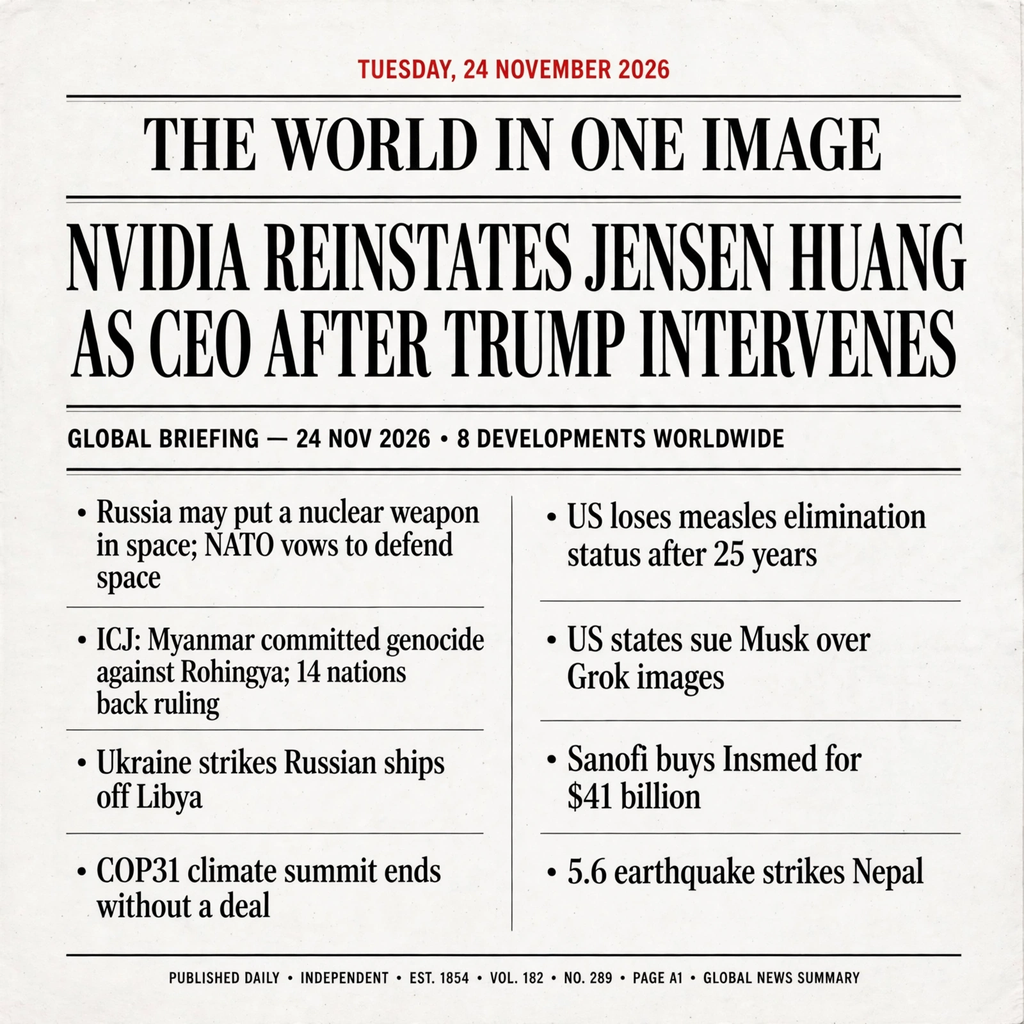 TUESDAY, 24 NOVEMBER 2026
THE WORLD IN ONE IMAGE
NVIDIA REINSTATES JENSEN HUANG
AS CEO AFTER TRUMP INTERVENES
GLOBAL BRIEFING — 24 NOV 2026 • 8 DEVELOPMENTS WORLDWIDE
• Russia may put a nuclear weapon
in space; NATO vows to defend
space
• ICJ: Myanmar committed genocide
against Rohingya; 14 nations
back ruling
• Ukraine strikes Russian ships
off Libya
• COP31 climate summit ends
without a deal
• US loses measles elimination
status after 25 years
• US states sue Musk over
Grok images
• Sanofi buys Insmed for
$41 billion
• 5.6 earthquake strikes Nepal
PUBLISHED DAILY • INDEPENDENT • EST. 1854 • VOL. 182 • NO. 289 • PAGE A1 • GLOBAL NEWS SUMMARY